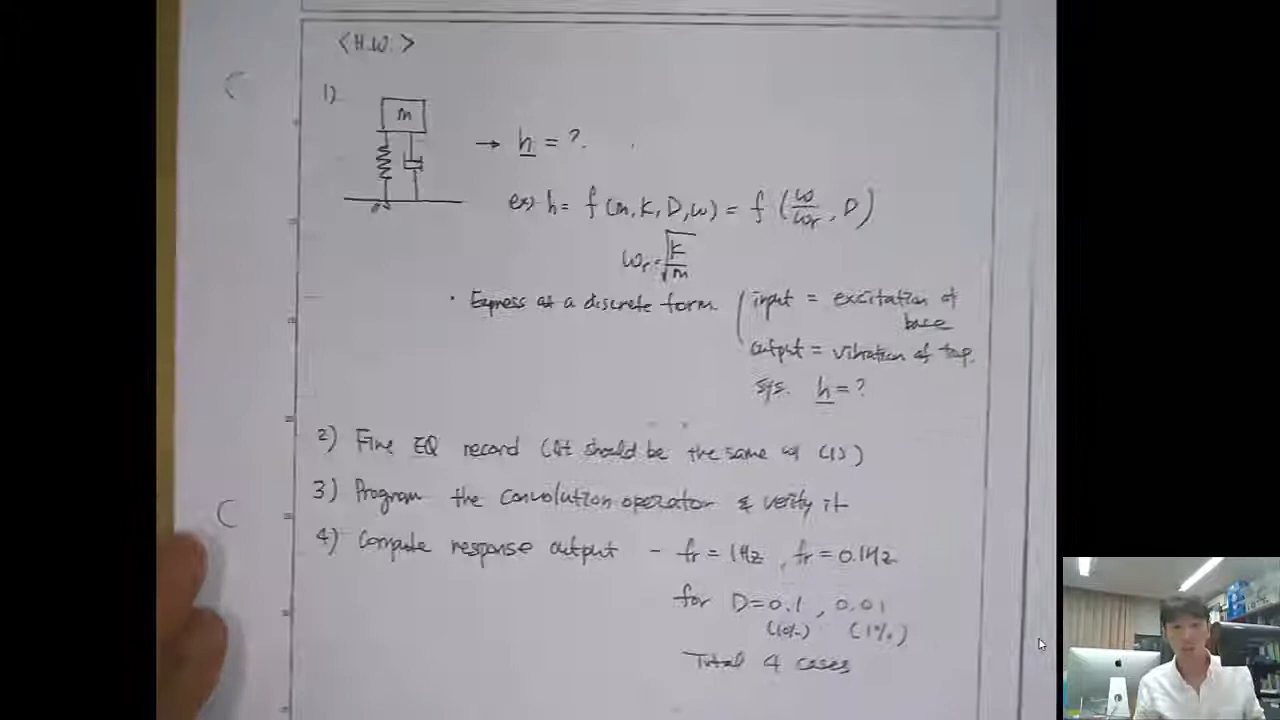 <H.W.>
1)
m
→ h = ?
ex) h = f(m, K, D, ω) = f(ω/ωr, D)
ωr = √(K/m)
· Express at a discrete form
input = excitation of
base
output = vibration of top.
sys. h = ?
2) Fine EQ record (Δt should be the same w/ (1))
3) Program the convolution operator & verify it
4) Compute response output - fr = 1Hz, fr = 0.1Hz
for D = 0.1, 0.01
(10%) (1%)
Total 4 cases